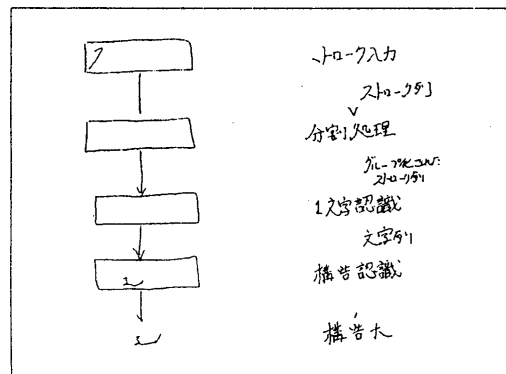 トローク入力
ストローク列
分割処理
グループ化された
ストローク列
1文字認識
文字列
構造認識
構造木